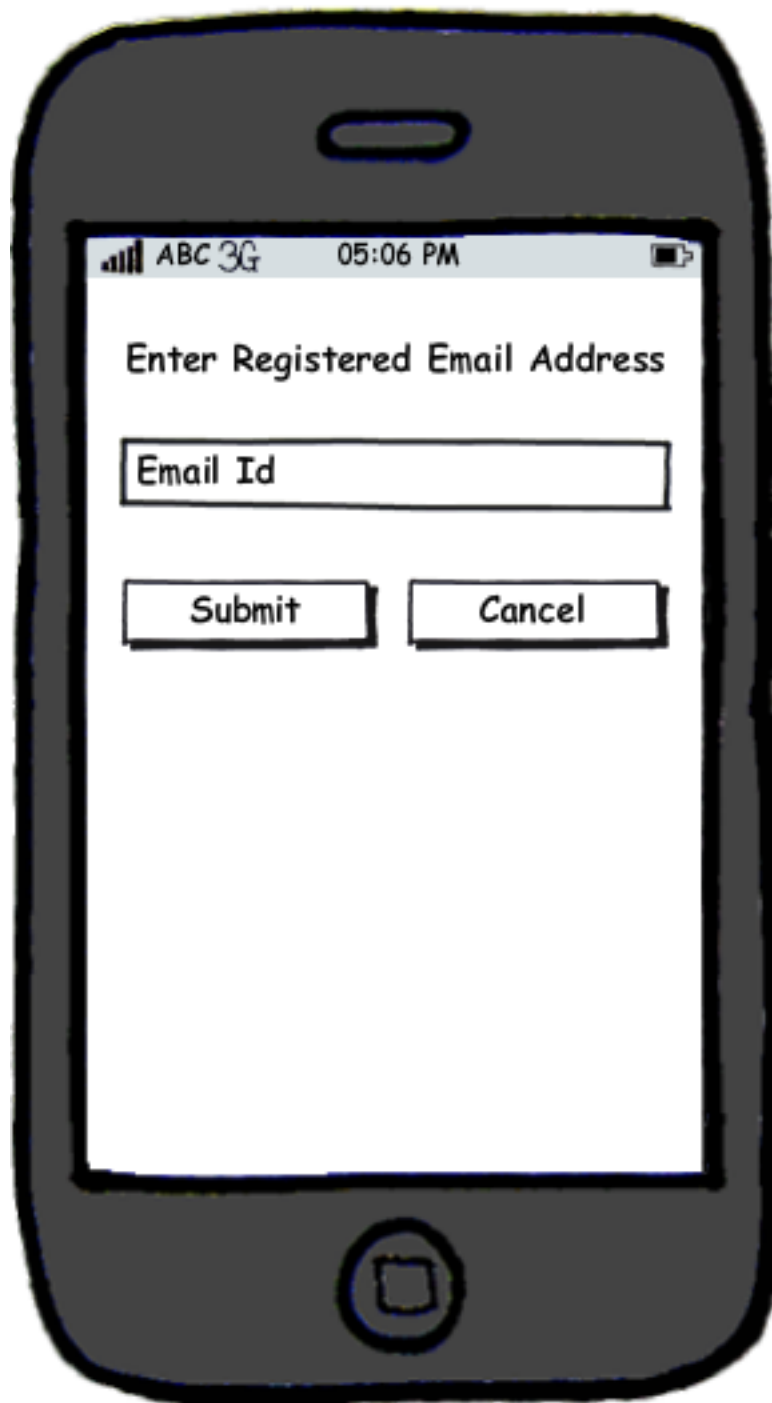 ABC 3G 05:06 PM
Enter Registered Email Address
Email Id
Submit Cancel